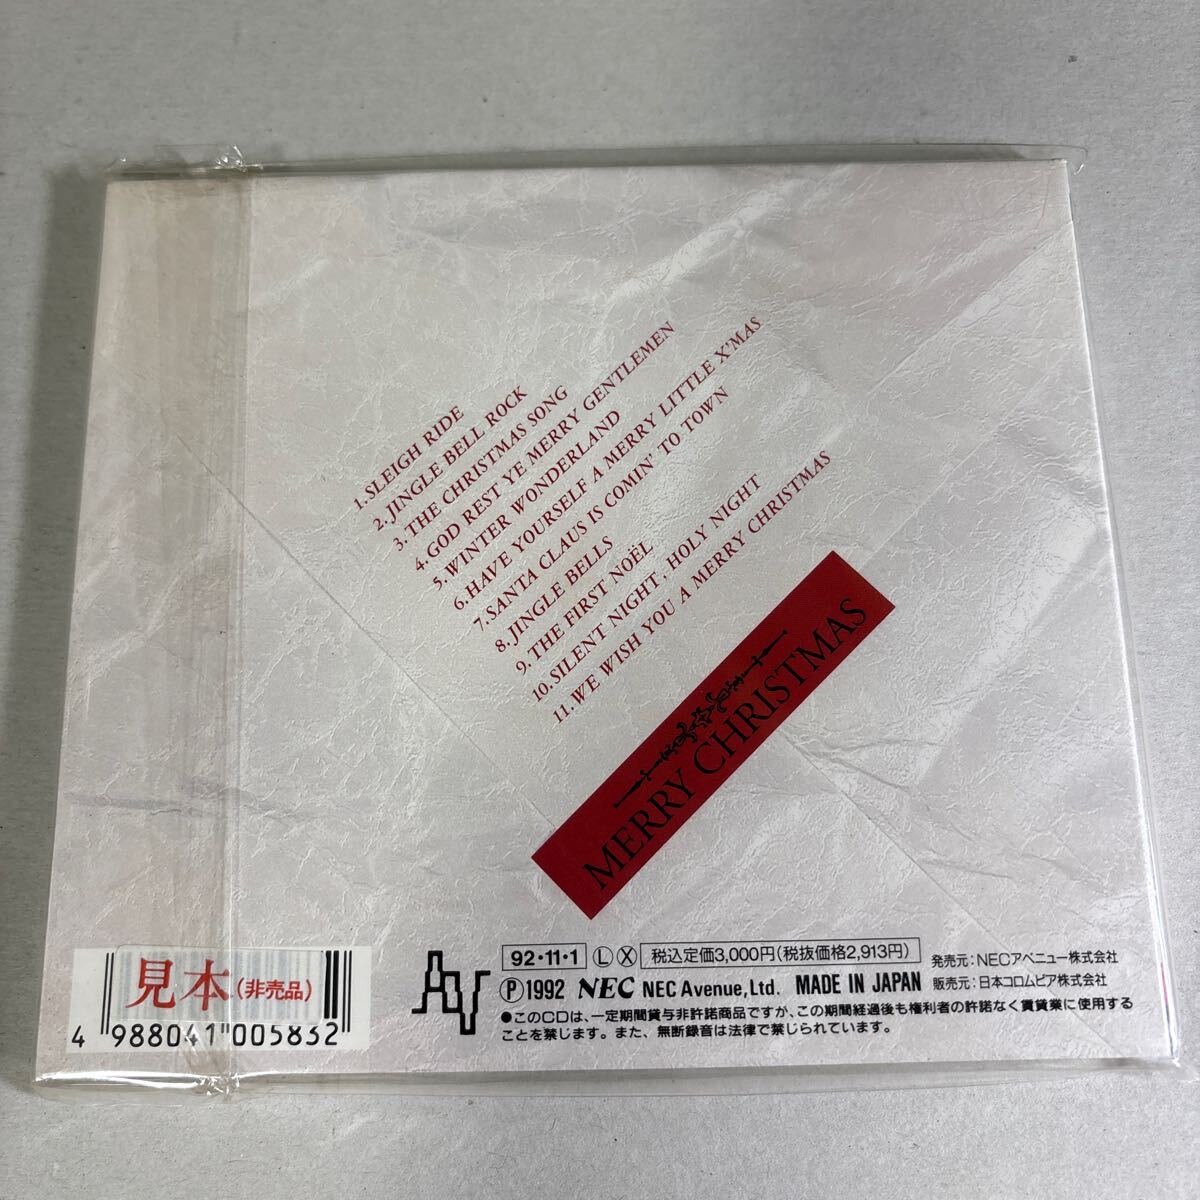 1.SLEIGH RIDE
2.JINGLE BELL ROCK
3.THE CHRISTMAS SONG
4.GOD REST YE MERRY GENTLEMEN
5.WINTER WONDERLAND
6.HAVE YOURSELF A MERRY LITTLE X'MAS
7.SANTA CLAUS IS COMIN' TO TOWN
8.JINGLE BELLS
9.THE FIRST NOËL
10.SILENT NIGHT, HOLY NIGHT
11.WE WISH YOU A MERRY CHRISTMAS
MERRY CHRISTMAS
見本(非売品)
4 988041 005832
92・11・1 Ⓛ Ⓧ 税込定価3,000円(税抜価格2,913円) 発売元:NECアベニュー株式会社
Ⓟ1992 NEC NEC Avenue,Ltd. MADE IN JAPAN 販売元:日本コロムビア株式会社
●このCDは、一定期間貸与非許諾商品ですが、この期間経過後も権利者の許諾なく賃貸業に使用する
ことを禁じます。また、無断録音は法律で禁じられています。